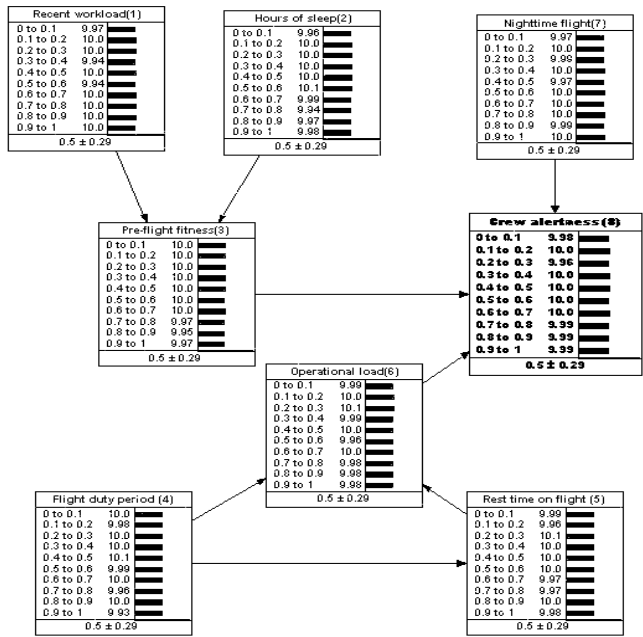 Recent workload(1)
0 to 0.1 9.97
0.1 to 0.2 10.0
0.2 to 0.3 10.0
0.3 to 0.4 9.94
0.4 to 0.5 10.0
0.5 to 0.6 9.94
0.6 to 0.7 10.0
0.7 to 0.8 10.0
0.8 to 0.9 10.0
0.9 to 1 10.0
0.5 ± 0.29
Hours of sleep(2)
0 to 0.1 9.96
0.1 to 0.2 10.0
0.2 to 0.3 10.0
0.3 to 0.4 10.0
0.4 to 0.5 10.0
0.5 to 0.6 10.1
0.6 to 0.7 9.99
0.7 to 0.8 9.94
0.8 to 0.9 9.97
0.9 to 1 9.98
0.5 ± 0.29
Nighttime flight(7)
0 to 0.1 9.97
0.1 to 0.2 10.0
0.2 to 0.3 9.99
0.3 to 0.4 10.0
0.4 to 0.5 9.97
0.5 to 0.6 10.0
0.6 to 0.7 10.0
0.7 to 0.8 10.0
0.8 to 0.9 9.99
0.9 to 1 10.0
0.5 ± 0.29
Pre-flight fitness(3)
0 to 0.1 10.0
0.1 to 0.2 10.0
0.2 to 0.3 10.0
0.3 to 0.4 10.0
0.4 to 0.5 10.0
0.5 to 0.6 10.0
0.6 to 0.7 10.0
0.7 to 0.8 9.97
0.8 to 0.9 9.95
0.9 to 1 9.97
0.5 ± 0.29
Crew alertness (8)
0 to 0.1 9.98
0.1 to 0.2 10.0
0.2 to 0.3 9.96
0.3 to 0.4 10.0
0.4 to 0.5 10.0
0.5 to 0.6 10.0
0.6 to 0.7 10.0
0.7 to 0.8 9.99
0.8 to 0.9 9.99
0.9 to 1 9.99
0.5 ± 0.29
Operational load(6)
0 to 0.1 9.99
0.1 to 0.2 10.0
0.2 to 0.3 10.1
0.3 to 0.4 9.99
0.4 to 0.5 10.0
0.5 to 0.6 9.96
0.6 to 0.7 10.0
0.7 to 0.8 9.98
0.8 to 0.9 9.98
0.9 to 1 9.98
0.5 ± 0.29
Flight duty period (4)
0 to 0.1 10.0
0.1 to 0.2 9.98
0.2 to 0.3 10.0
0.3 to 0.4 10.0
0.4 to 0.5 10.1
0.5 to 0.6 9.99
0.6 to 0.7 10.0
0.7 to 0.8 9.96
0.8 to 0.9 10.0
0.9 to 1 9.93
0.5 ± 0.29
Rest time on flight (5)
0 to 0.1 9.99
0.1 to 0.2 9.96
0.2 to 0.3 10.1
0.3 to 0.4 10.0
0.4 to 0.5 10.0
0.5 to 0.6 10.0
0.6 to 0.7 9.97
0.7 to 0.8 9.97
0.8 to 0.9 10.0
0.9 to 1 9.98
0.5 ± 0.29